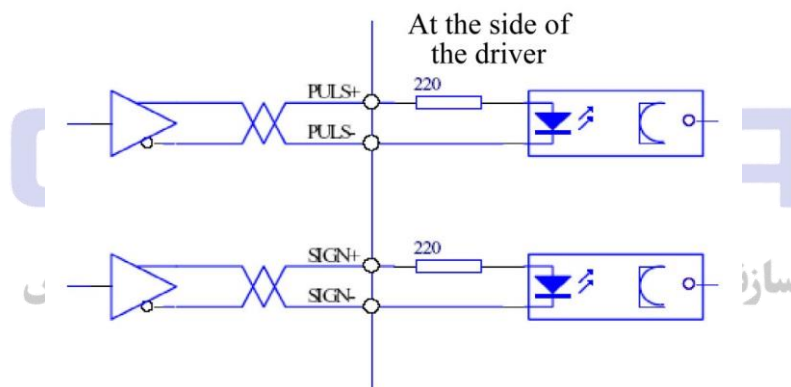 At the side of
the driver
220
PULS+
PULS-
220
SIGN+
SIGN-